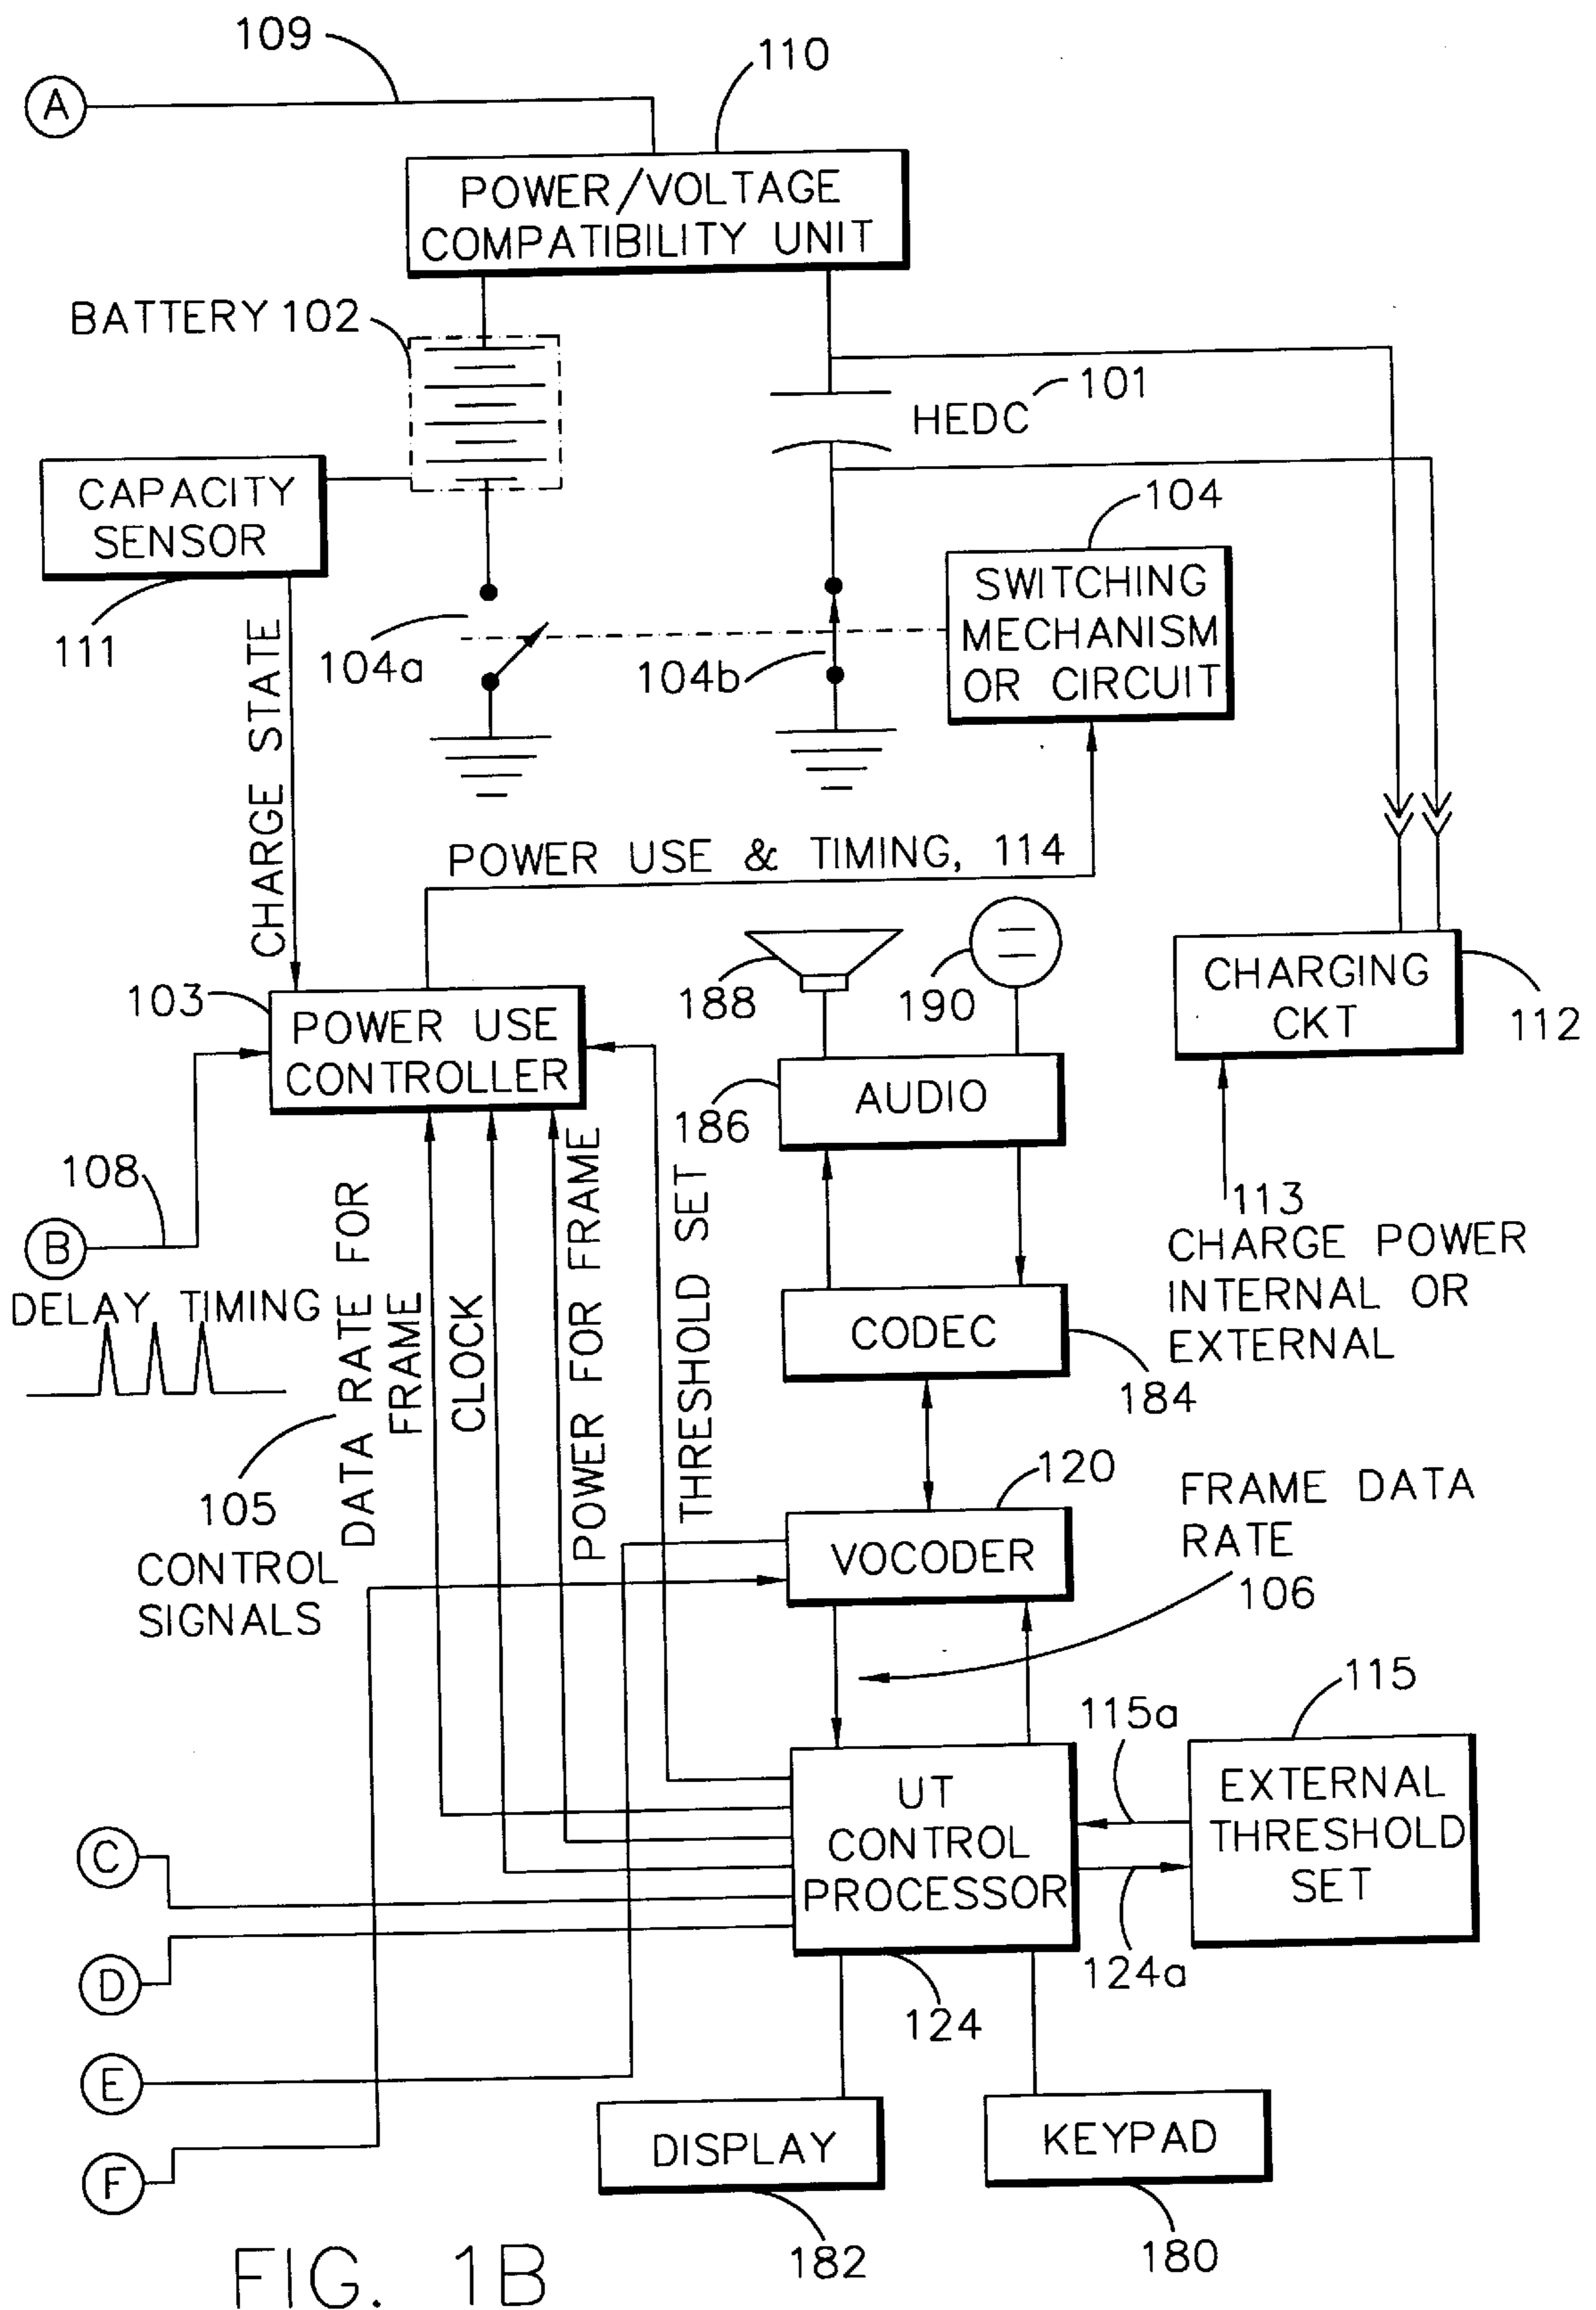 109
110
A
POWER/VOLTAGE
COMPATIBILITY UNIT
BATTERY 102
101
HEDC
CAPACITY
SENSOR
111
104
SWITCHING
MECHANISM
OR CIRCUIT
104a
104b
CHARGE STATE
POWER USE & TIMING, 114
188
190
CHARGING
CKT
112
103
POWER USE
CONTROLLER
AUDIO
186
108
B
DELAY TIMING
113
CHARGE POWER
INTERNAL OR
EXTERNAL
DATA RATE FOR
FRAME
CLOCK
POWER FOR FRAME
THRESHOLD SET
CODEC
184
105
CONTROL
SIGNALS
120
VOCODER
FRAME DATA
RATE
106
115
115a
UT
CONTROL
PROCESSOR
EXTERNAL
THRESHOLD
SET
124a
124
C
D
E
F
DISPLAY
182
KEYPAD
180
FIG. 1B